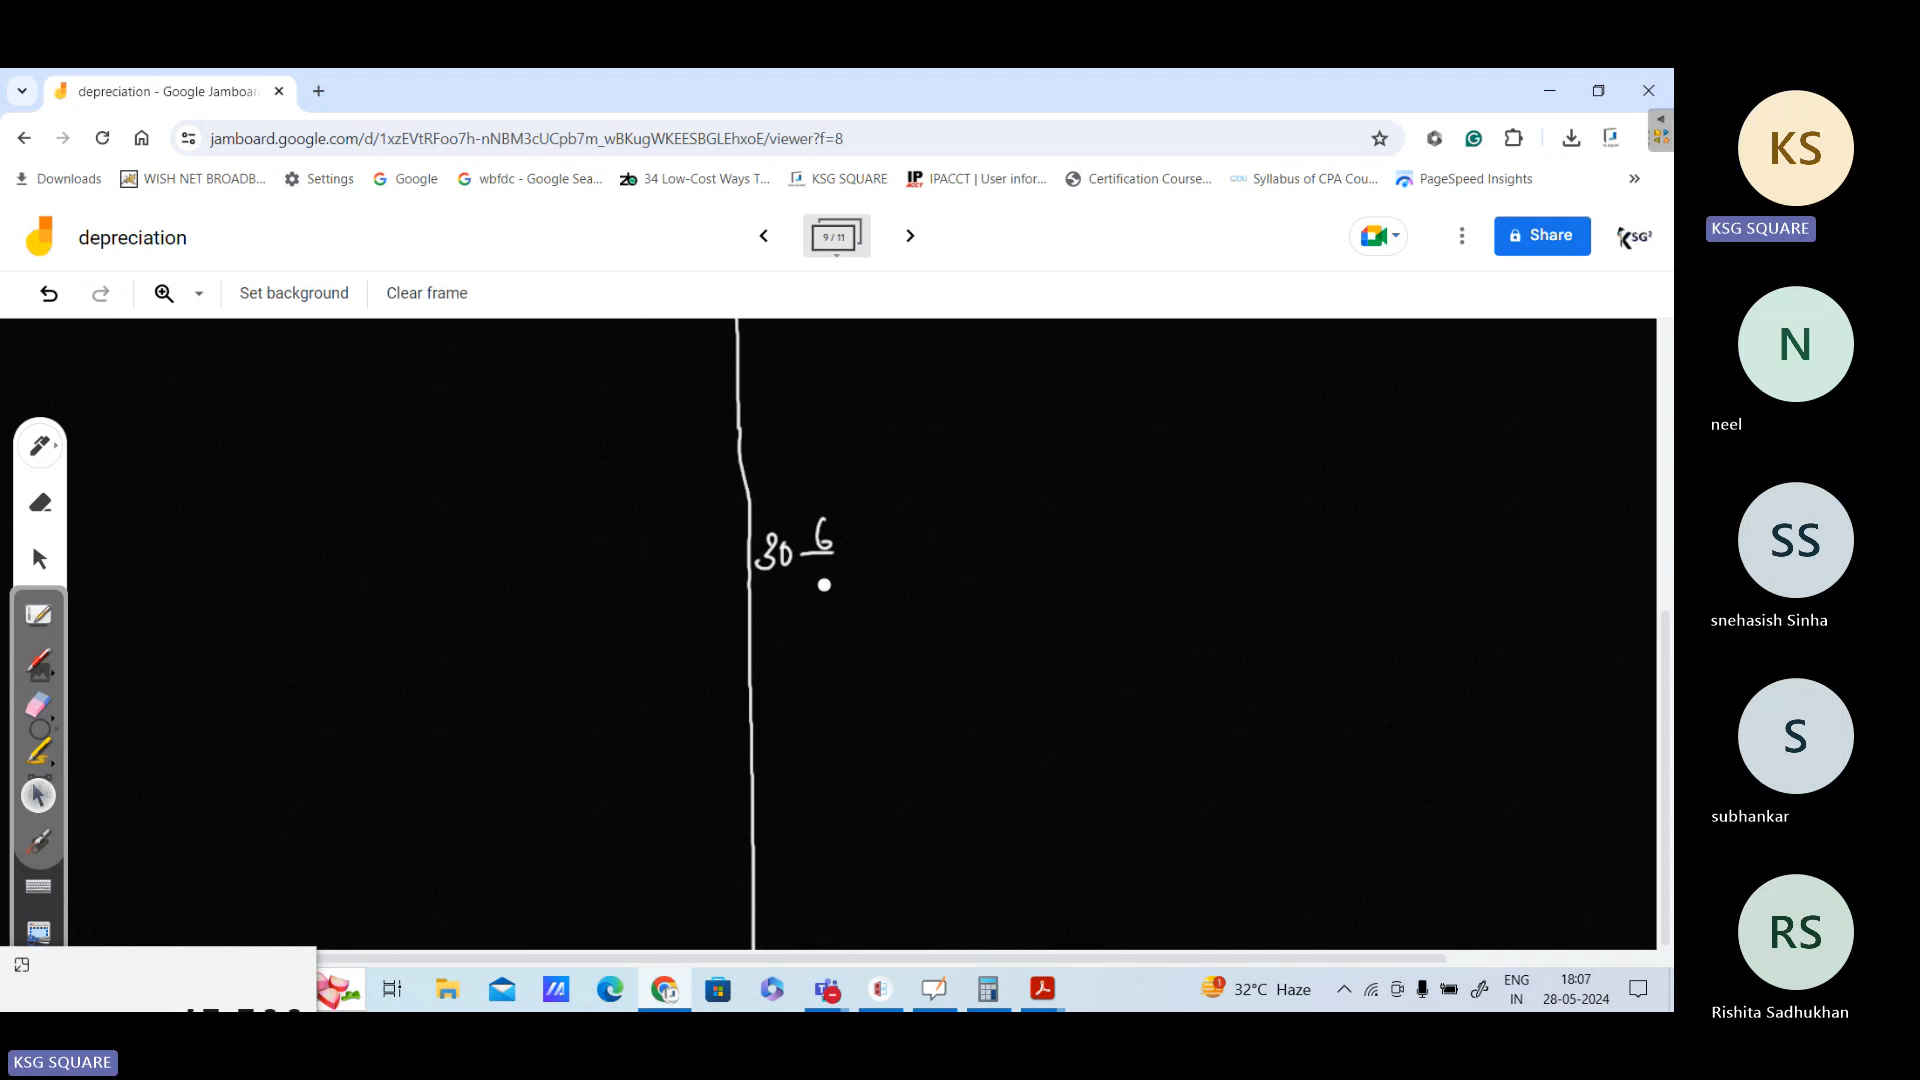 depreciation - Google Jamboar
jamboard.google.com/d/1xzEVtRFoo7h-nNBM3cUCpb7m_wBKugWKEESBGLEhxoE/viewer?f=8
Downloads WISH NET BROADB... Settings Google wbfdc - Google Sea... 34 Low-Cost Ways T... KSG SQUARE IPACCT | User infor... Certification Course... Syllabus of CPA Cou... PageSpeed Insights »
depreciation 9 / 11 Share KSG²
Set background Clear frame
30 6
32°C Haze ENG IN 18:07 28-05-2024
KS
KSG SQUARE
N
neel
SS
snehasish Sinha
S
subhankar
RS
Rishita Sadhukhan
KSG SQUARE